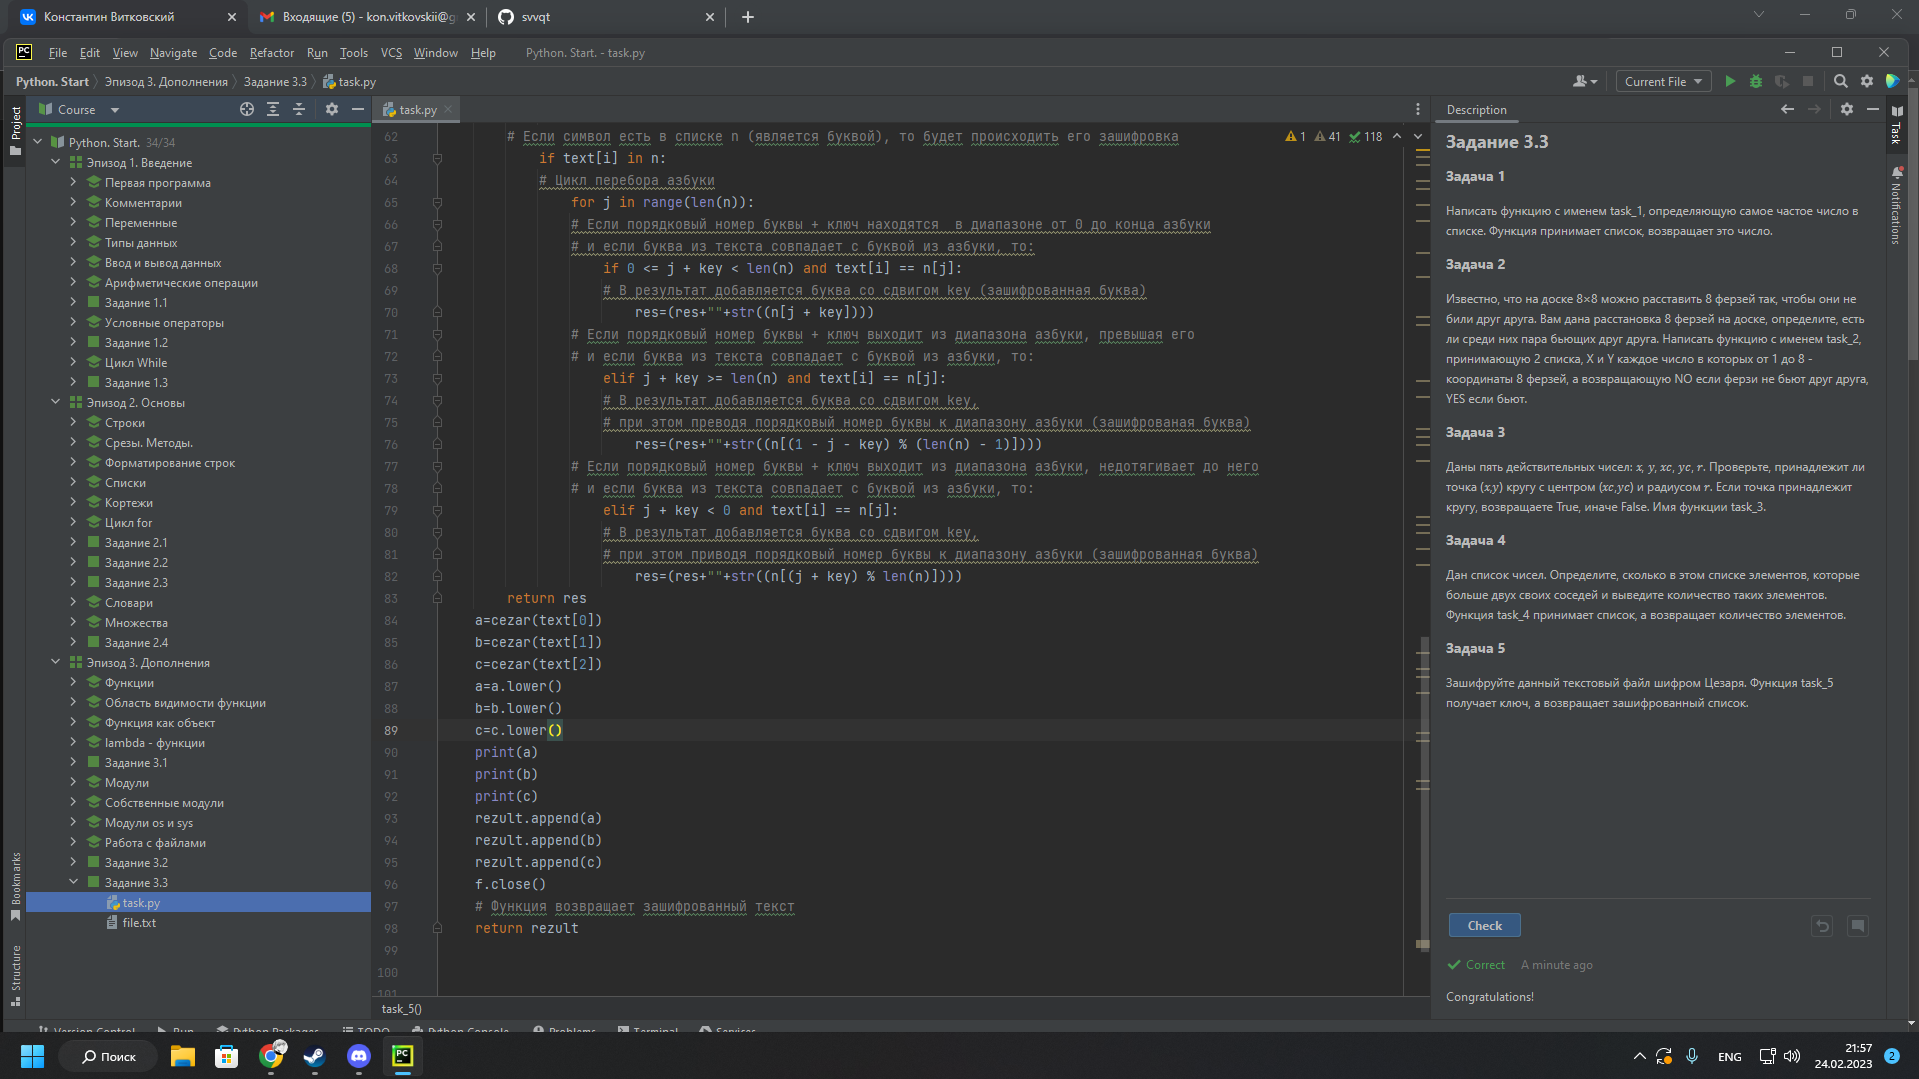 Константин Витковский
Входящие (5) - kon.vitkovskii@g
svvqt
File Edit View Navigate Code Refactor Run Tools VCS Window Help Python. Start. - task.py
Python. Start Эпизод 3. Дополнения Задание 3.3 task.py
Current File
Project
Course
task.py
Description
Python. Start. 34/34
Эпизод 1. Введение
Первая программа
Комментарии
Переменные
Типы данных
Ввод и вывод данных
Арифметические операции
Задание 1.1
Условные операторы
Задание 1.2
Цикл While
Задание 1.3
Эпизод 2. Основы
Строки
Срезы. Методы.
Форматирование строк
Списки
Кортежи
Цикл for
Задание 2.1
Задание 2.2
Задание 2.3
Словари
Множества
Задание 2.4
Эпизод 3. Дополнения
Функции
Область видимости функции
Функция как объект
lambda - функции
Задание 3.1
Модули
Собственные модули
Модули os и sys
Работа с файлами
Задание 3.2
Задание 3.3
task.py
file.txt
Bookmarks
Structure
1 41 118
62 # Если символ есть в списке n (является буквой), то будет происходить его зашифровка
63 if text[i] in n:
64 # Цикл перебора азбуки
65 for j in range(len(n)):
66 # Если порядковый номер буквы + ключ находятся  в диапазоне от 0 до конца азбуки
67 # и если буква из текста совпадает с буквой из азбуки, то:
68 if 0 <= j + key < len(n) and text[i] == n[j]:
69 # В результат добавляется буква со сдвигом key (зашифрованная буква)
70 res=(res+""+str((n[j + key])))
71 # Если порядковый номер буквы + ключ выходит из диапазона азбуки, превышая его
72 # и если буква из текста совпадает с буквой из азбуки, то:
73 elif j + key >= len(n) and text[i] == n[j]:
74 # В результат добавляется буква со сдвигом key,
75 # при этом преводя порядковый номер буквы к диапазону азбуки (зашифрованая буква)
76 res=(res+""+str((n[(1 - j - key) % (len(n) - 1)])))
77 # Если порядковый номер буквы + ключ выходит из диапазона азбуки, недотягивает до него
78 # и если буква из текста совпадает с буквой из азбуки, то:
79 elif j + key < 0 and text[i] == n[j]:
80 # В результат добавляется буква со сдвигом key,
81 # при этом приводя порядковый номер буквы к диапазону азбуки (зашифрованная буква)
82 res=(res+""+str((n[(j + key) % len(n)])))
83 return res
84 a=cezar(text[0])
85 b=cezar(text[1])
86 c=cezar(text[2])
87 a=a.lower()
88 b=b.lower()
89 c=c.lower()
90 print(a)
91 print(b)
92 print(c)
93 rezult.append(a)
94 rezult.append(b)
95 rezult.append(c)
96 f.close()
97 # Функция возвращает зашифрованный текст
98 return rezult
99
100
101
task_5()
Задание 3.3
Задача 1
Написать функцию с именем task_1, определяющую самое частое число в
списке. Функция принимает список, возвращает это число.
Задача 2
Известно, что на доске 8×8 можно расставить 8 ферзей так, чтобы они не
били друг друга. Вам дана расстановка 8 ферзей на доске, определите, есть
ли среди них пара бьющих друг друга. Написать функцию с именем task_2,
принимающую 2 списка, X и Y каждое число в которых от 1 до 8 -
координаты 8 ферзей, а возвращающую NO если ферзи не бьют друг друга,
YES если бьют.
Задача 3
Даны пять действительных чисел: x, y, xc, yc, r. Проверьте, принадлежит ли
точка (x,y) кругу с центром (xc,yc) и радиусом r. Если точка принадлежит
кругу, возвращаете True, иначе False. Имя функции task_3.
Задача 4
Дан список чисел. Определите, сколько в этом списке элементов, которые
больше двух своих соседей и выведите количество таких элементов.
Функция task_4 принимает список, а возвращает количество элементов.
Задача 5
Зашифруйте данный текстовый файл шифром Цезаря. Функция task_5
получает ключ, а возвращает зашифрованный список.
Check
Correct A minute ago
Congratulations!
Task
Notifications
Version Control Run Python Packages TODO Python Console Problems Terminal Services
Поиск
ENG
21:57
24.02.2023
2